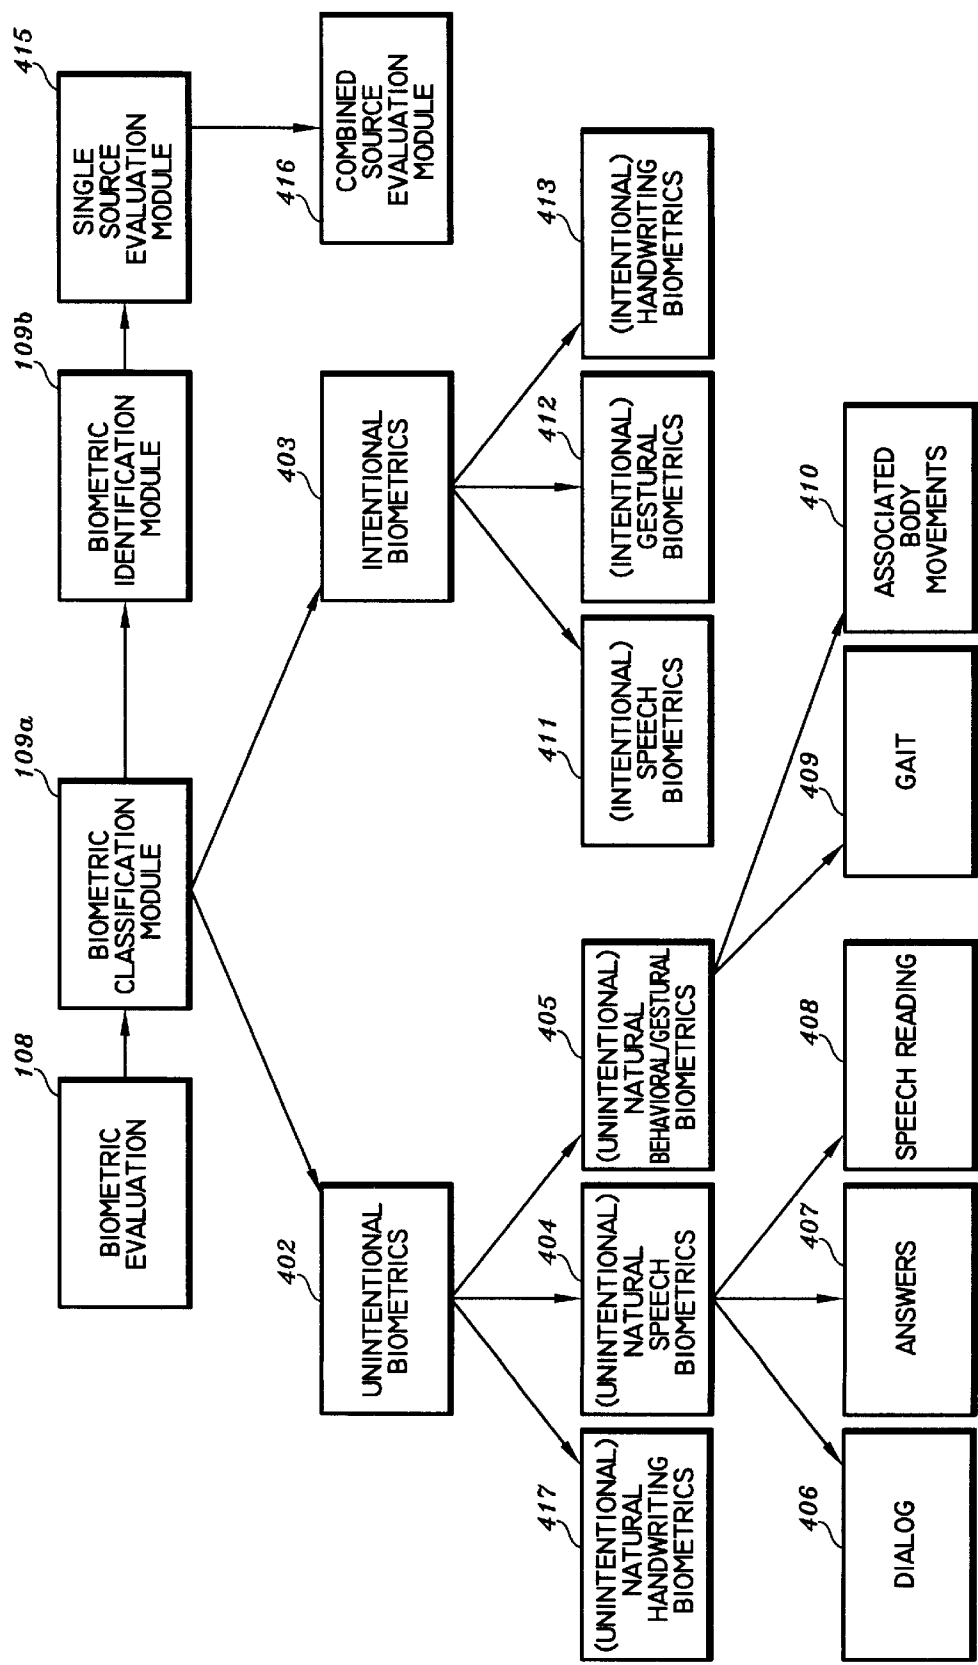 108
BIOMETRIC
EVALUATION
109a
BIOMETRIC
CLASSIFICATION
MODULE
109b
BIOMETRIC
IDENTIFICATION
MODULE
415
SINGLE
SOURCE
EVALUATION
MODULE
402
UNINTENTIONAL
BIOMETRICS
403
INTENTIONAL
BIOMETRICS
416
COMBINED
SOURCE
EVALUATION
MODULE
417
(UNINTENTIONAL)
NATURAL
HANDWRITING
BIOMETRICS
404
(UNINTENTIONAL)
NATURAL
SPEECH
BIOMETRICS
405
(UNINTENTIONAL)
NATURAL
BEHAVIORAL/GESTURAL
BIOMETRICS
411
(INTENTIONAL)
SPEECH
BIOMETRICS
412
(INTENTIONAL)
GESTURAL
BIOMETRICS
413
(INTENTIONAL)
HANDWRITING
BIOMETRICS
406
DIALOG
407
ANSWERS
408
SPEECH READING
409
GAIT
410
ASSOCIATED
BODY
MOVEMENTS